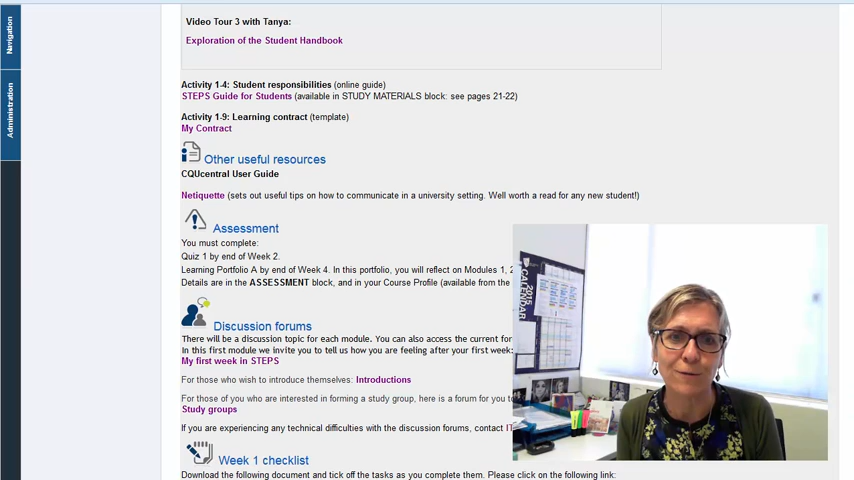 Navigation
Administration
Video Tour 3 with Tanya:
Exploration of the Student Handbook
Activity 1-4: Student responsibilities (online guide)
STEPS Guide for Students (available in STUDY MATERIALS block: see pages 21-22)
Activity 1-9: Learning contract (template)
My Contract
Other useful resources
CQUcentral User Guide
Netiquette (sets out useful tips on how to communicate in a university setting. Well worth a read for any new student!)
Assessment
You must complete:
Quiz 1 by end of Week 2.
Learning Portfolio A by end of Week 4. In this portfolio, you will reflect on Modules 1, 2
Details are in the ASSESSMENT block, and in your Course Profile (available from the
Discussion forums
There will be a discussion topic for each module. You can also access the current for
In this first module we invite you to tell us how you are feeling after your first week:
My first week in STEPS
For those who wish to introduce themselves: Introductions
For those of you who are interested in forming a study group, here is a forum for you to
Study groups
If you are experiencing any technical difficulties with the discussion forums, contact IT
Week 1 checklist
Download the following document and tick off the tasks as you complete them. Please click on the following link:
CALENDAR
2015